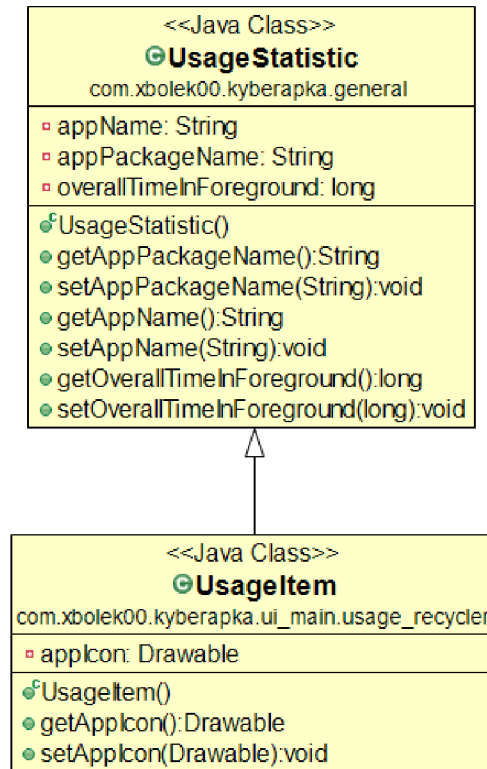 <<Java Class>>
UsageStatistic
com.xbolek00.kyberapka.general
appName: String
appPackageName: String
overallTimeInForeground: long
UsageStatistic()
getAppPackageName():String
setAppPackageName(String):void
getAppName():String
setAppName(String):void
getOverallTimeInForeground():long
setOverallTimeInForeground(long):void
<<Java Class>>
UsageItem
com.xbolek00.kyberapka.ui_main.usage_recycler
appIcon: Drawable
UsageItem()
getAppIcon():Drawable
setAppIcon(Drawable):void